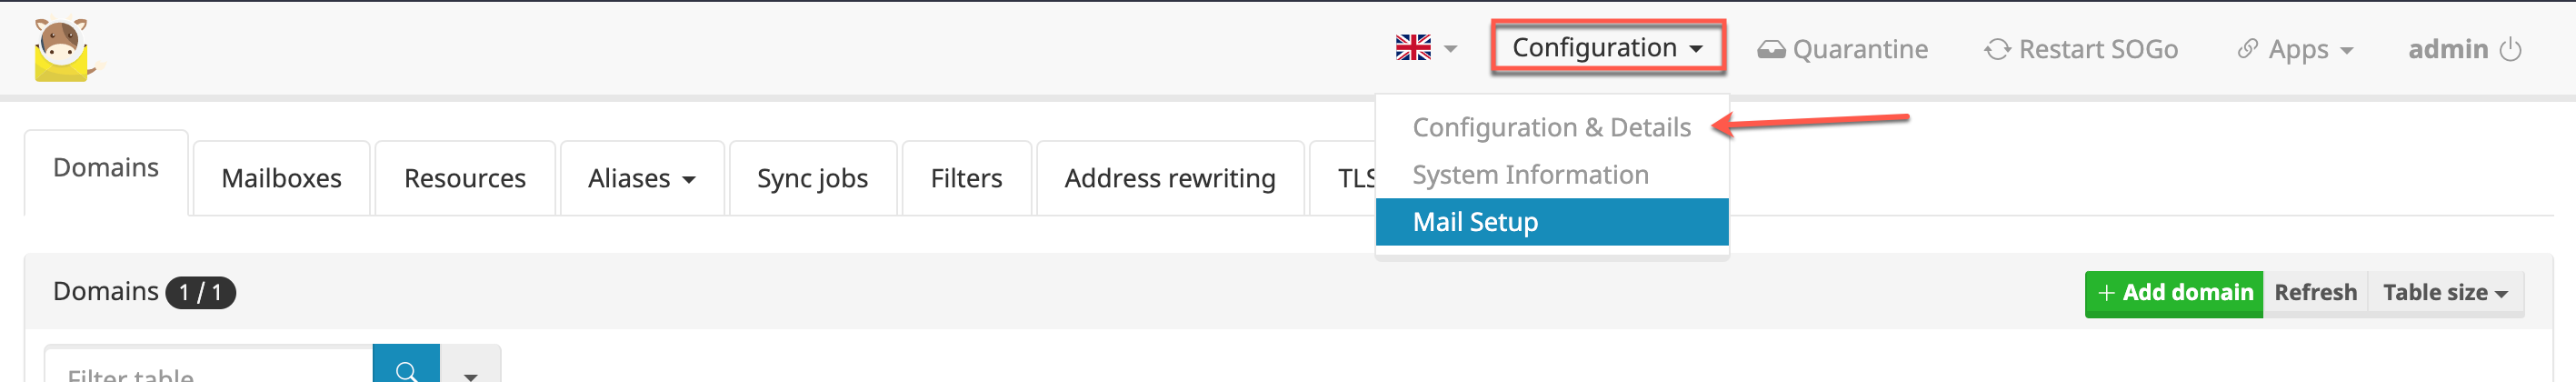 Configuration
Quarantine
Restart SOGo
Apps
admin
Configuration & Details
System Information
Mail Setup
Domains
Mailboxes
Resources
Aliases
Sync jobs
Filters
Address rewriting
TLS
Domains 1 / 1
+ Add domain
Refresh
Table size
Filter table